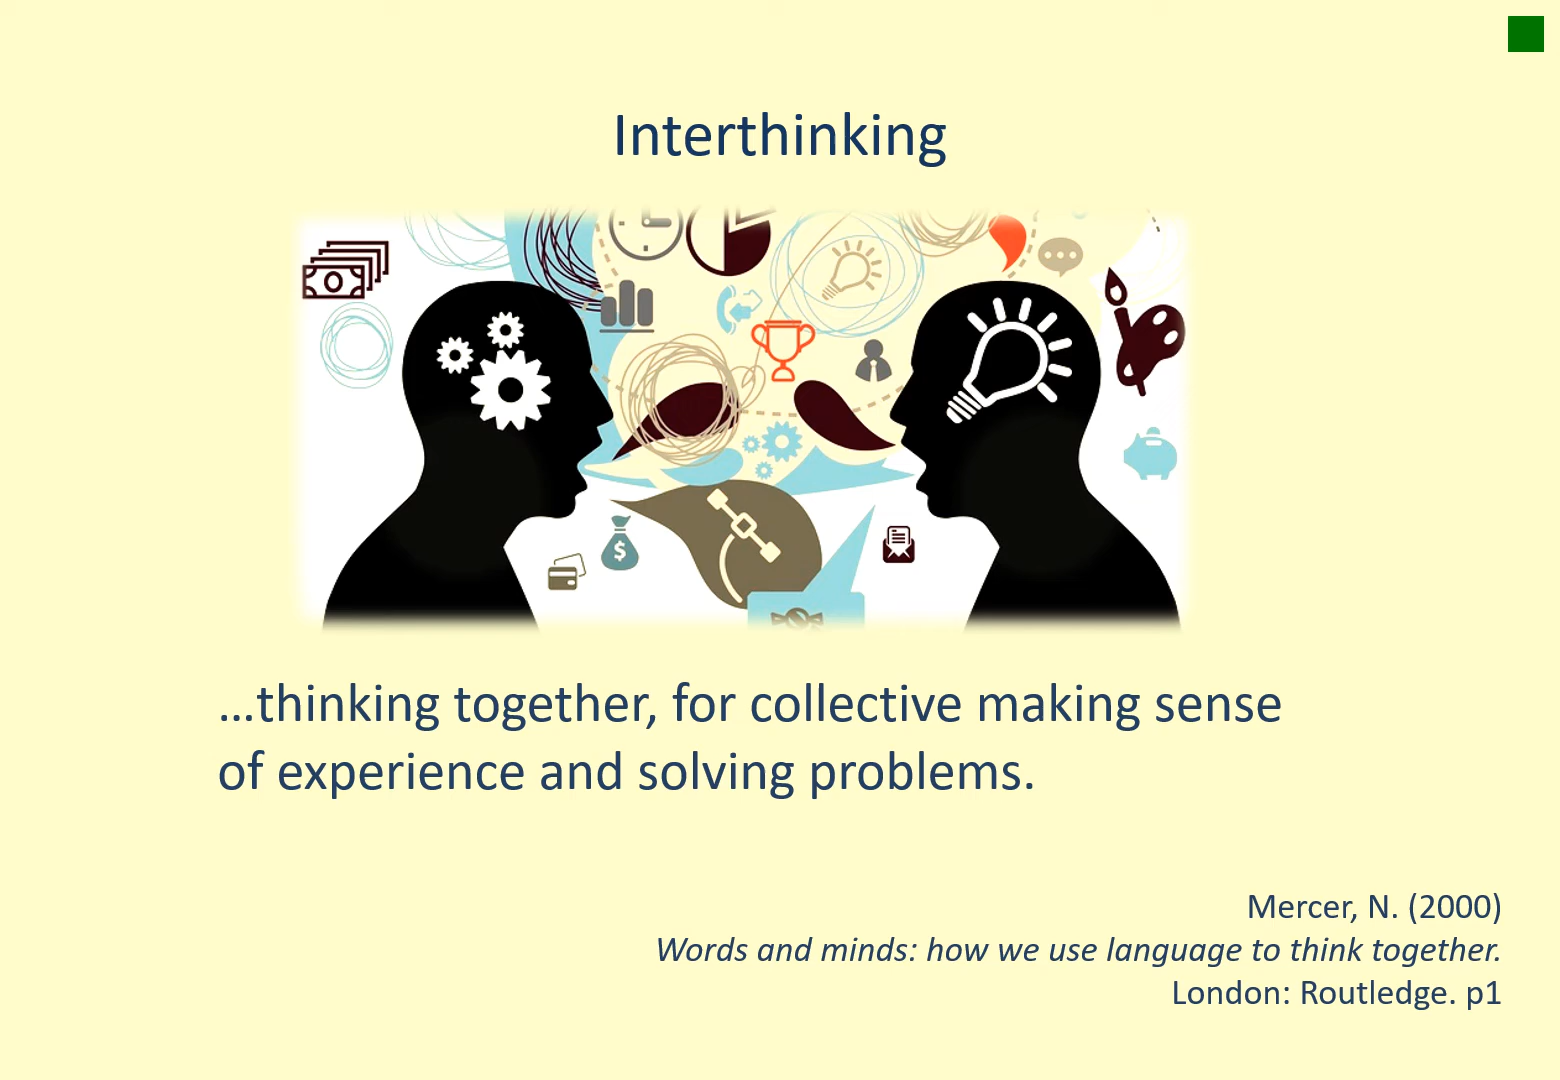 Interthinking
$
…thinking together, for collective making sense
of experience and solving problems.
Mercer, N. (2000)
Words and minds: how we use language to think together.
London: Routledge. p1